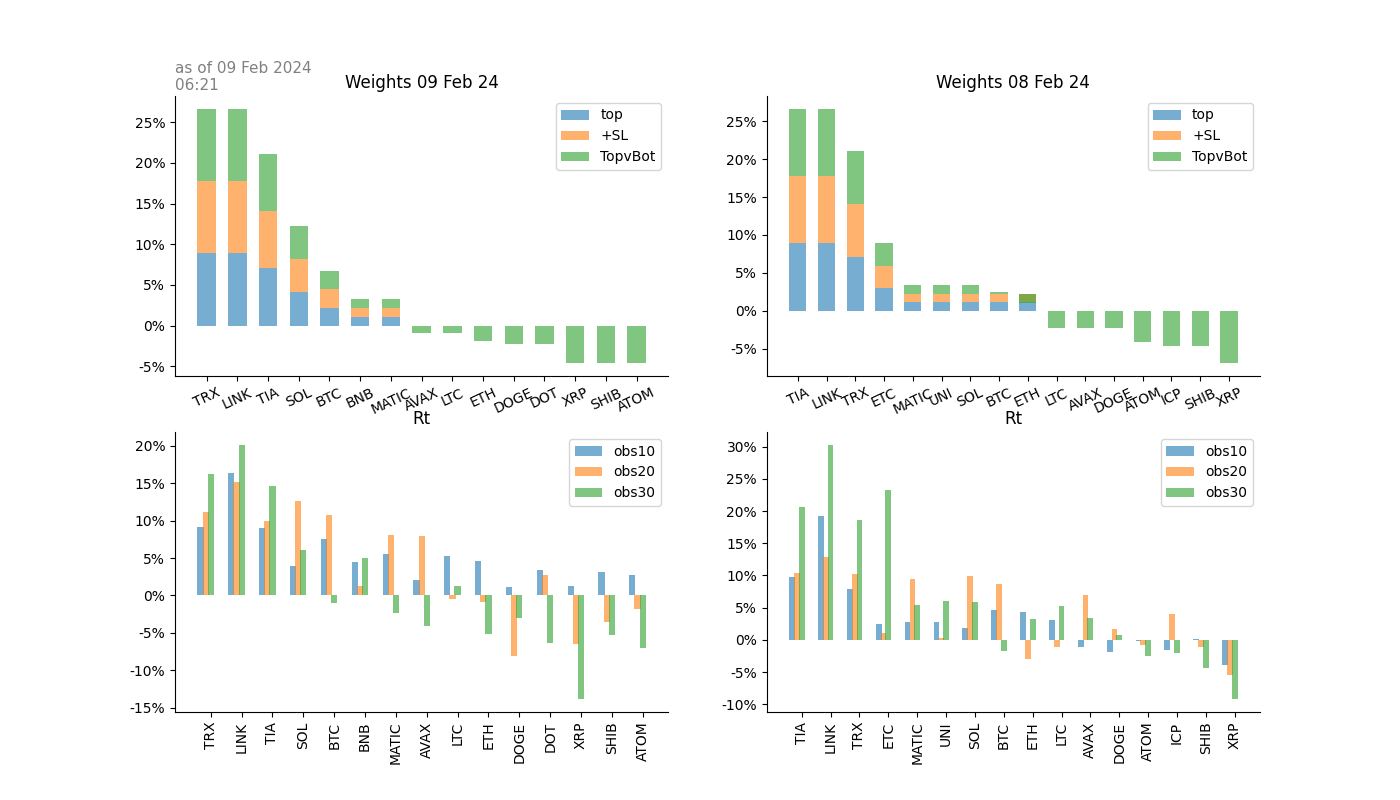 as of 09 Feb 2024
06:21
Weights 09 Feb 24
25%
20%
15%
10%
5%
0%
-5%
top
+SL
TopvBot
TRX LINK TIA SOL BTC BNB MATIC AVAX LTC ETH DOGE DOT XRP SHIB ATOM
Weights 08 Feb 24
25%
20%
15%
10%
5%
0%
-5%
top
+SL
TopvBot
TIA LINK TRX ETC MATIC UNI SOL BTC ETH LTC AVAX DOGE ATOM ICP SHIB XRP
Rt
20%
15%
10%
5%
0%
-5%
-10%
-15%
obs10
obs20
obs30
TRX LINK TIA SOL BTC BNB MATIC AVAX LTC ETH DOGE DOT XRP SHIB ATOM
Rt
30%
25%
20%
15%
10%
5%
0%
-5%
-10%
obs10
obs20
obs30
TIA LINK TRX ETC MATIC UNI SOL BTC ETH LTC AVAX DOGE ATOM ICP SHIB XRP